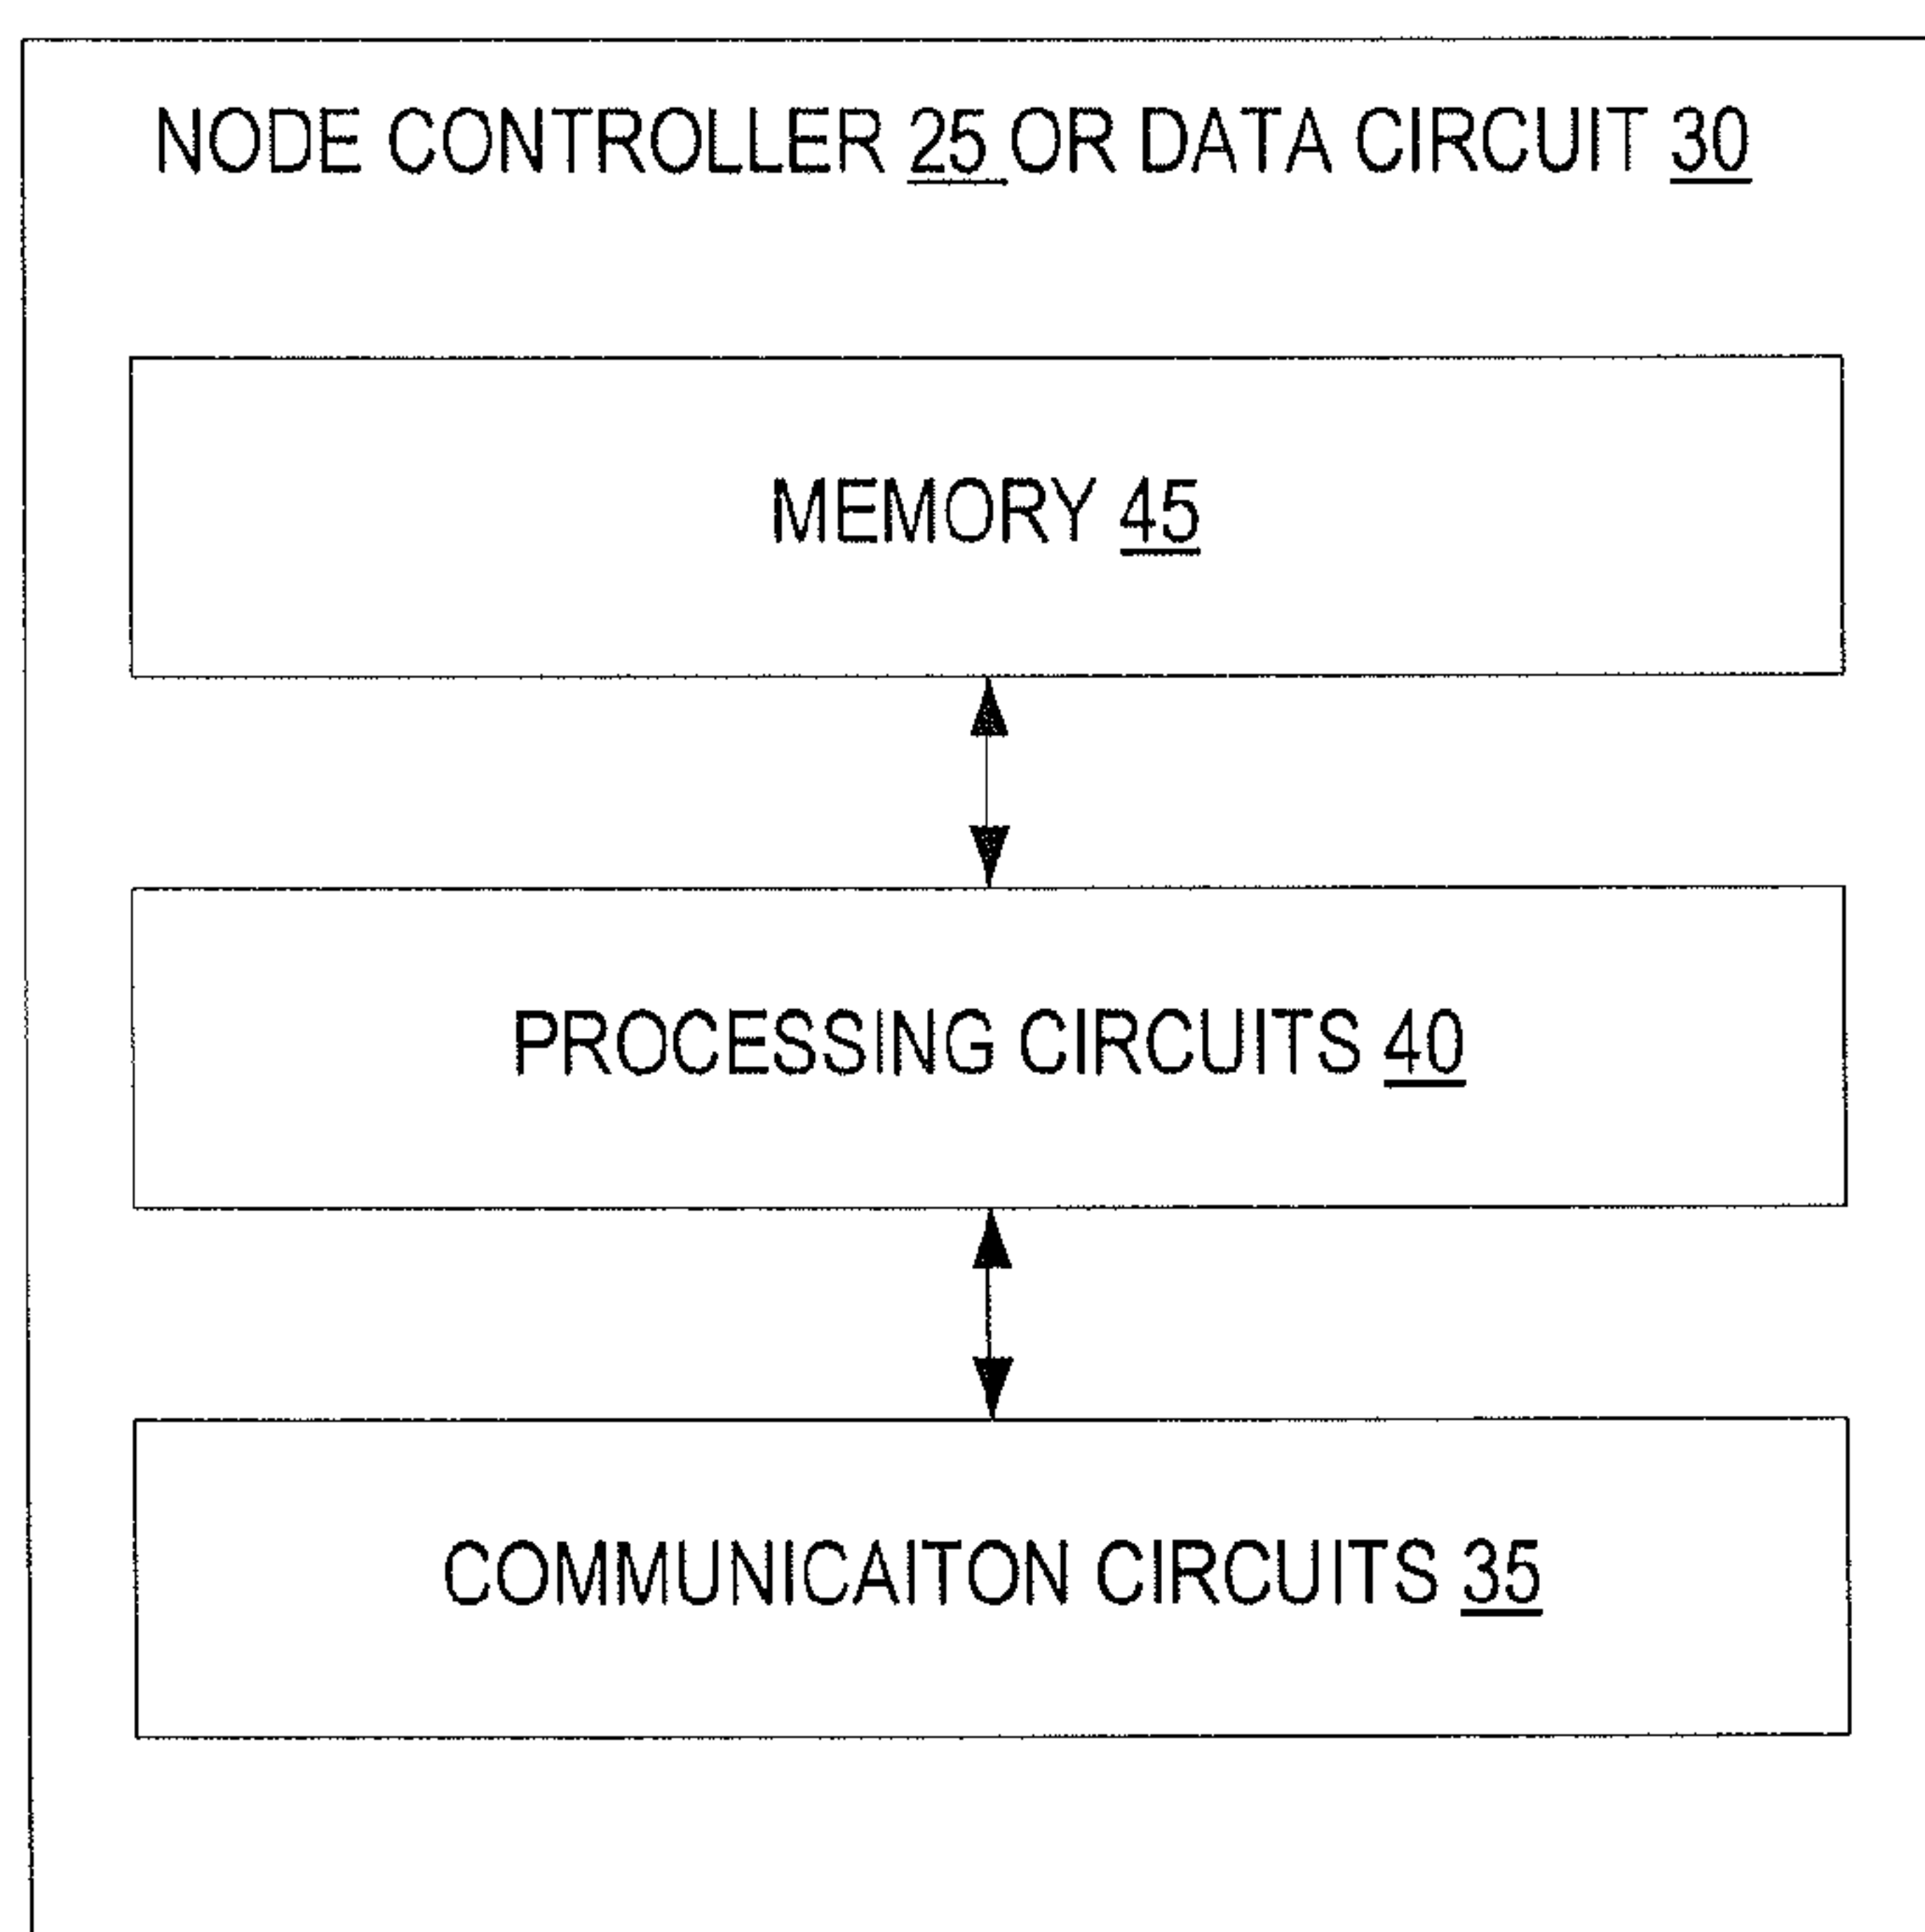 NODE CONTROLLER 25 OR DATA CIRCUIT 30
MEMORY 45
PROCESSING CIRCUITS 40
COMMUNICAITON CIRCUITS 35